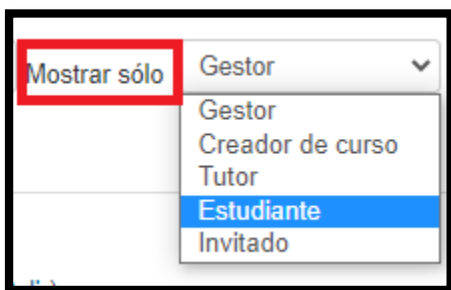 Mostrar sólo Gestor
Gestor
Creador de curso
Tutor
Estudiante
Invitado